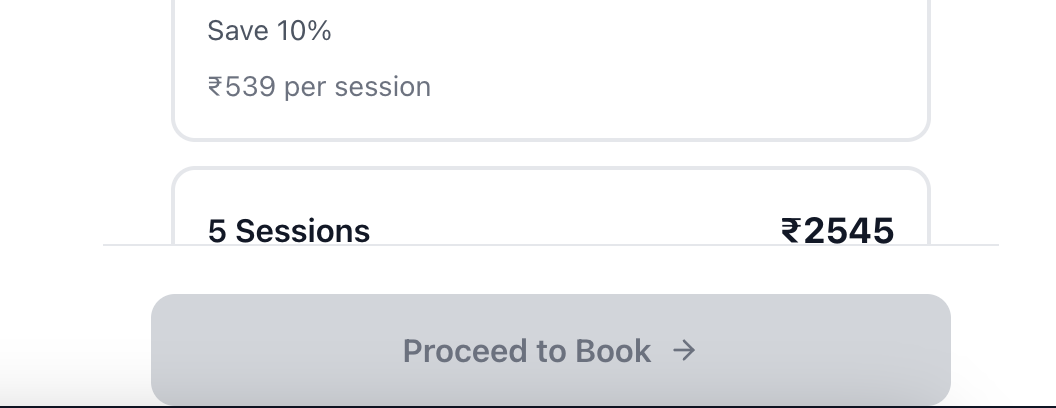 Save 10%
₹539 per session
5 Sessions ₹2545
Proceed to Book →